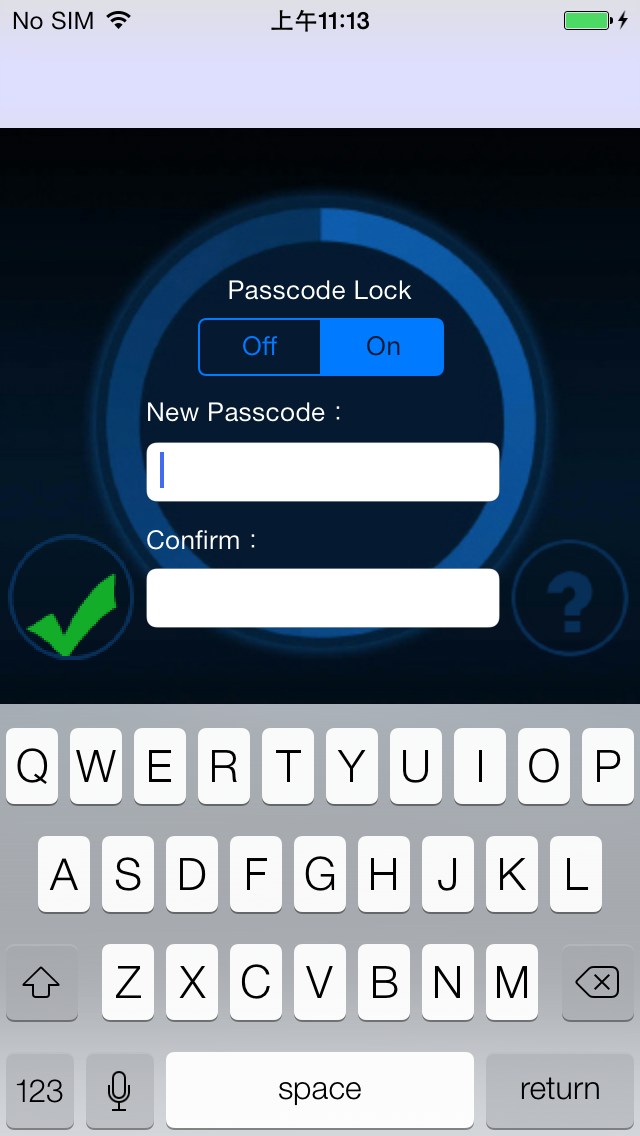 No SIM 上午11:13
Passcode Lock
Off On
New Passcode：
Confirm：
?
Q W E R T Y U I O P
A S D F G H J K L
Z X C V B N M
123 space return